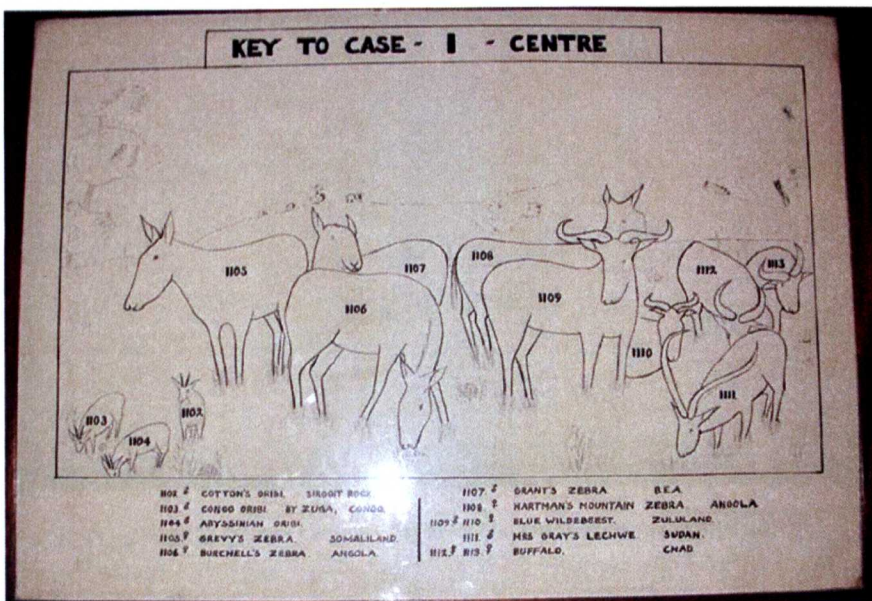 KEY TO CASE - I - CENTRE
1105
1107
1108
1112
1113
1106
1109
1110
1111
1103
1102
1104
1102 ♂ COTTON'S ORIBI. SIRGOIT ROCK
1103 ♂ CONGO ORIBI. BY ZUMA, CONGO.
1104 ♂ ABYSSINIAN ORIBI.
1105 ♀ GREVY'S ZEBRA. SOMALILAND.
1106 ♀ BURCHELL'S ZEBRA. ANGOLA.
1107 ♂ GRANT'S ZEBRA B.E.A.
1108 ♀ HARTMAN'S MOUNTAIN ZEBRA ANGOLA
1109 ♂ 1110 ♀ BLUE WILDEBEEST. ZULULAND.
1111 ♂ MRS GRAY'S LECHWE SUDAN.
1112 ♀ 1113 ♀ BUFFALO. CHAD